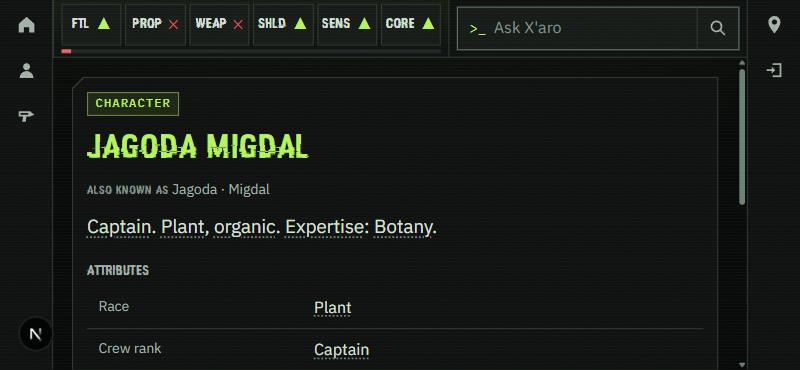 FTL PROP WEAP SHLD SENS CORE >_ Ask X'aro
CHARACTER
JAGODA MIGDAL
ALSO KNOWN AS Jagoda · Migdal
Captain. Plant, organic. Expertise: Botany.
ATTRIBUTES
Race Plant
Crew rank Captain
N